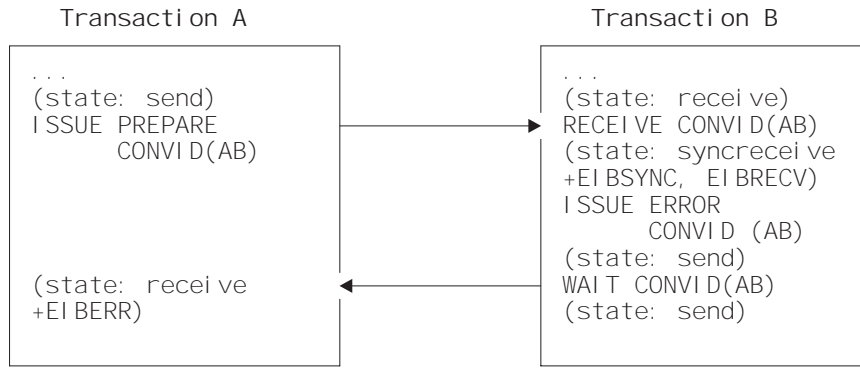 Transaction A
Transaction B
...
(state: send)
ISSUE PREPARE
CONVID(AB)
(state: receive
+EIBERR)
...
(state: receive)
RECEIVE CONVID(AB)
(state: syncreceive
+EIBSYNC, EIBRECV)
ISSUE ERROR
CONVID (AB)
(state: send)
WAIT CONVID(AB)
(state: send)